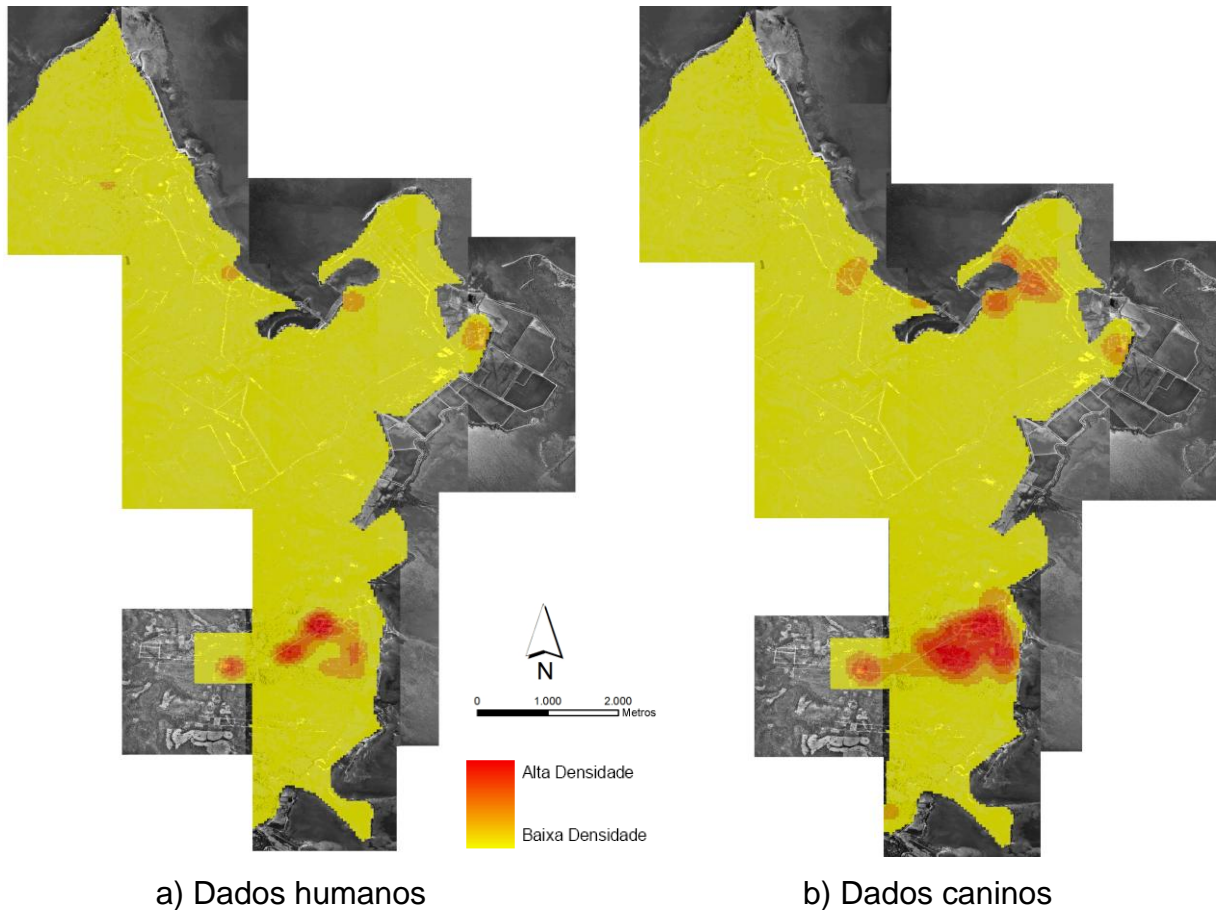 N
0 1.000 2.000
Metros
Alta Densidade
Baixa Densidade
a) Dados humanos b) Dados caninos